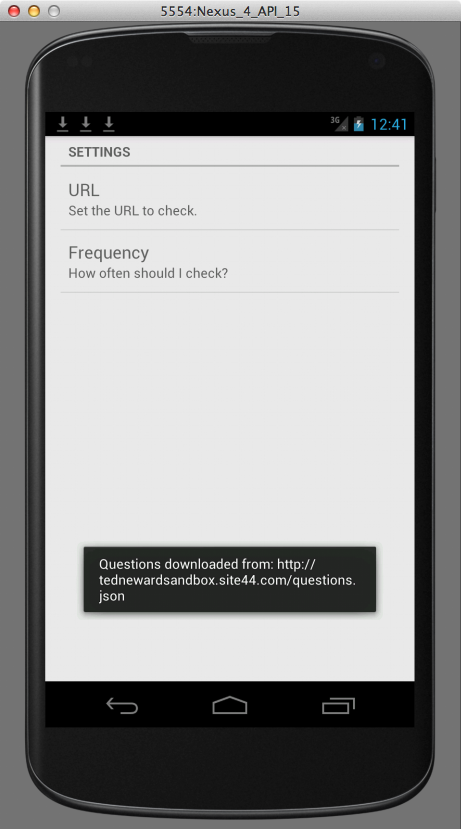 5554:Nexus_4_API_15
3G
12:41
SETTINGS
URL
Set the URL to check.
Frequency
How often should I check?
Questions downloaded from: http://
tednewardsandbox.site44.com/questions.
json